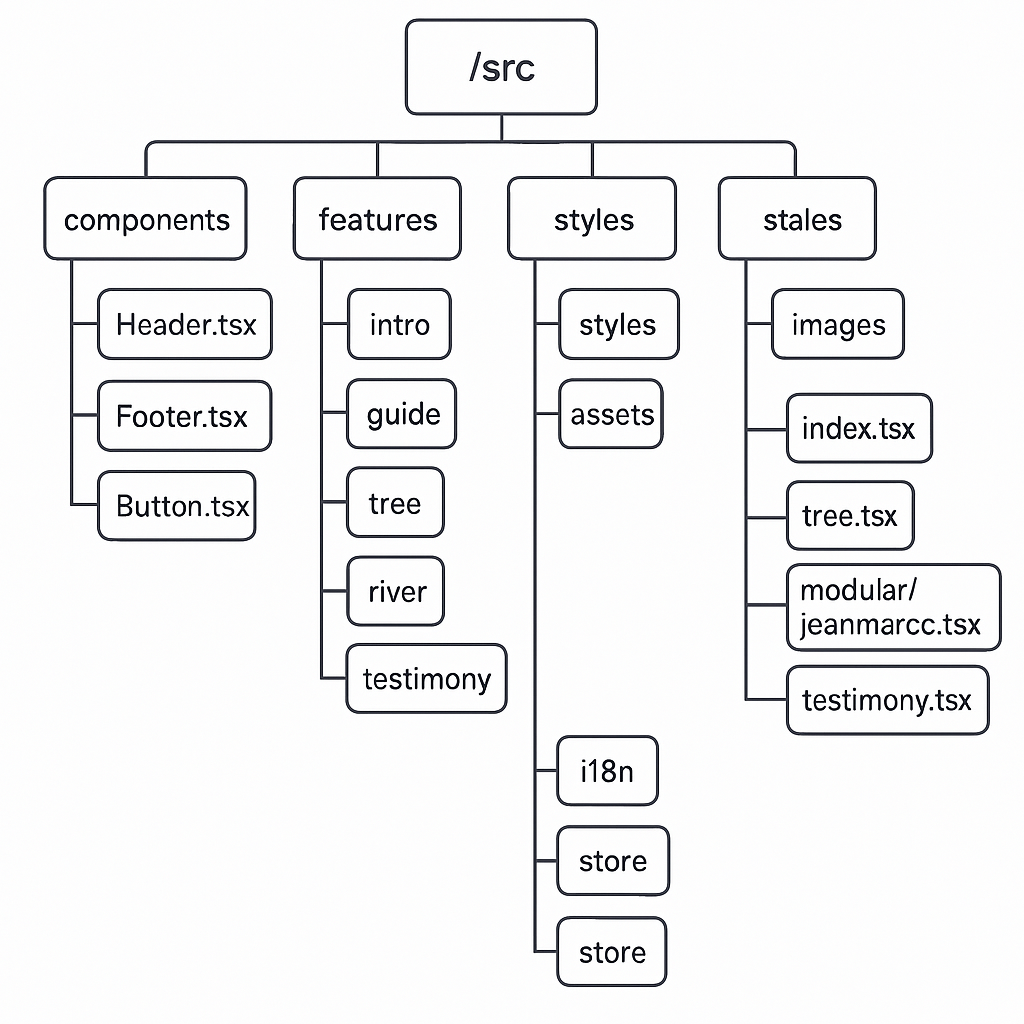 /src
components
features
styles
stales
Header.tsx
Footer.tsx
Button.tsx
intro
guide
tree
river
testimony
styles
assets
i18n
store
store
images
index.tsx
tree.tsx
modular/
jeanmarcc.tsx
testimony.tsx